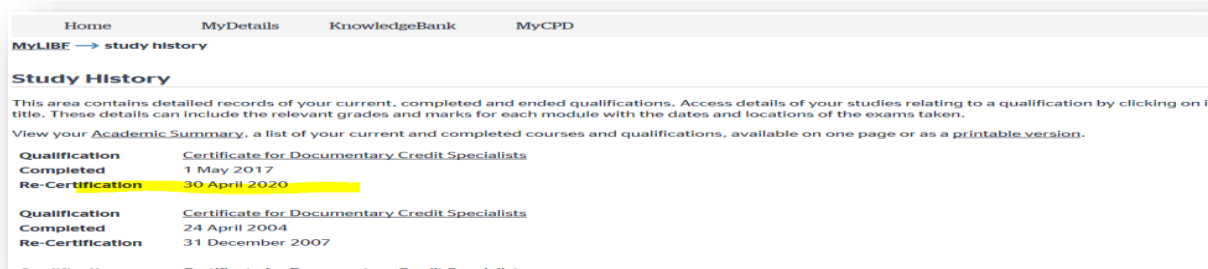 Home MyDetails KnowledgeBank MyCPD
MyLIBF → study history
Study History
This area contains detailed records of your current, completed and ended qualifications. Access details of your studies relating to a qualification by clicking on
title. These details can include the relevant grades and marks for each module with the dates and locations of the exams taken.
View your Academic Summary, a list of your current and completed courses and qualifications, available on one page or as a printable version.
Qualification Certificate for Documentary Credit Specialists
Completed 1 May 2017
Re-Certification 30 April 2020
Qualification Certificate for Documentary Credit Specialists
Completed 24 April 2004
Re-Certification 31 December 2007